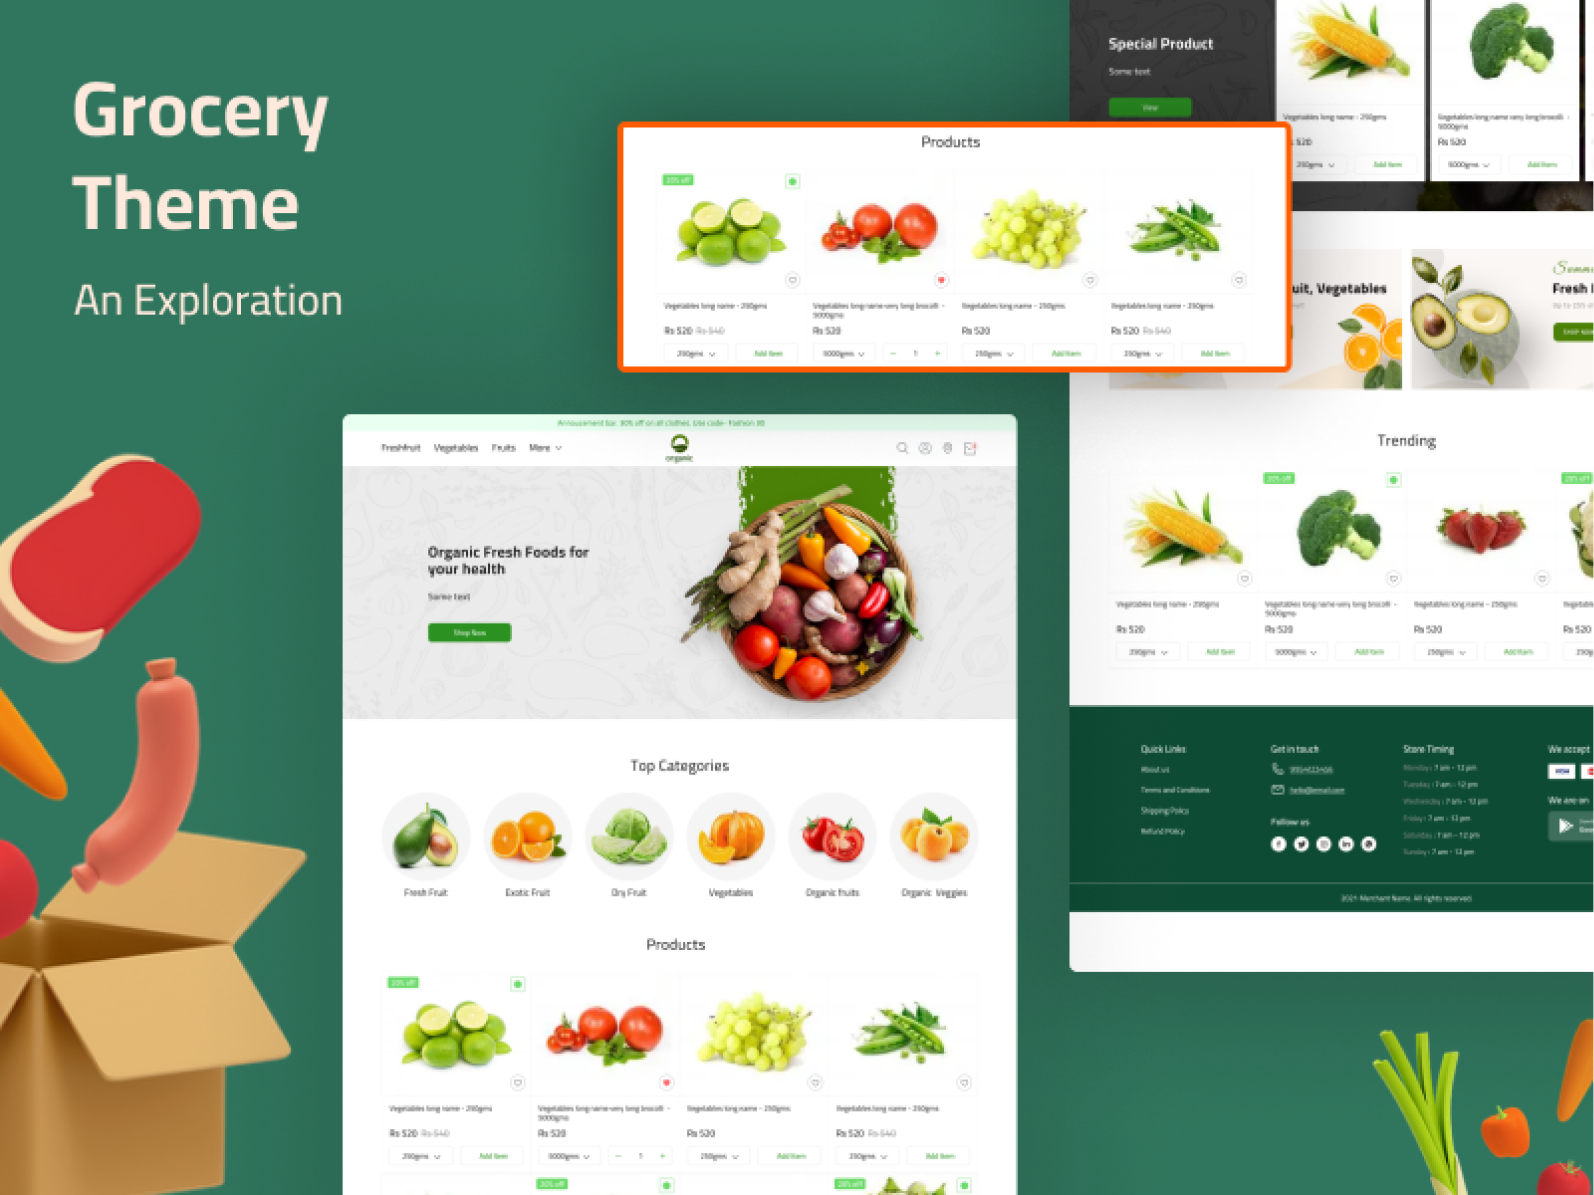 Grocery
Theme
An Exploration
Special Product
Some text
View
Vegetables long name - 250gms
Vegetables long name very long brocolli -
5000gms
520
Rs 520
250gms
Add Item
5000gms
Add Item
Products
20% off
Vegetables long name - 250gms
Vegetables long name very long brocolli -
5000gms
Vegetables long name - 250gms
Vegetables long name - 250gms
Rs 520 Rs 540
Rs 520
Rs 520
Rs 520 Rs 540
250gms
Add Item
5000gms
− 1 +
250gms
Add Item
250gms
Add Item
uit, Vegetables
Fresh
Annoucement bar. 30% off on all clothes. Use code- Fashion 30
Freshfruit
Vegetables
Fruits
More
organic
Organic Fresh Foods for
your health
Some text
Shop Now
Top Categories
Fresh Fruit
Exotic Fruit
Dry Fruit
Vegetables
Organic fruits
Organic Veggies
Products
20% off
Vegetables long name - 250gms
Vegetables long name very long brocolli -
5000gms
Vegetables long name - 250gms
Vegetables long name - 250gms
Rs 520 Rs 540
Rs 520
Rs 520
Rs 520 Rs 540
250gms
Add Item
5000gms
− 1 +
250gms
Add Item
250gms
Add Item
20% off
20% off
Trending
20% off
20% off
Vegetables long name - 250gms
Vegetables long name very long brocolli -
5000gms
Vegetables long name - 250gms
Rs 520
Rs 520
Rs 520
Rs 520
250gms
Add Item
5000gms
Add Item
250gms
Add Item
Quick Links
About us
Terms and Conditions
Shipping Policy
Refund Policy
Get in touch
hello@email.com
Follow us
Store Timing
Monday : 7 am - 12 pm
Tuesday : 7 am - 12 pm
Wednesday : 7 am - 12 pm
Friday : 7 am - 12 pm
Saturday : 7 am - 12 pm
Sunday : 7 am - 12 pm
We accept
VISA
We are on
2021 Merchant Name, All rights reserved